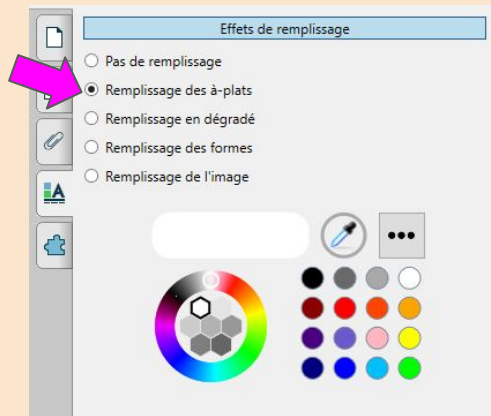 Effets de remplissage
Pas de remplissage
Remplissage des à-plats
Remplissage en dégradé
Remplissage des formes
Remplissage de l'image
A